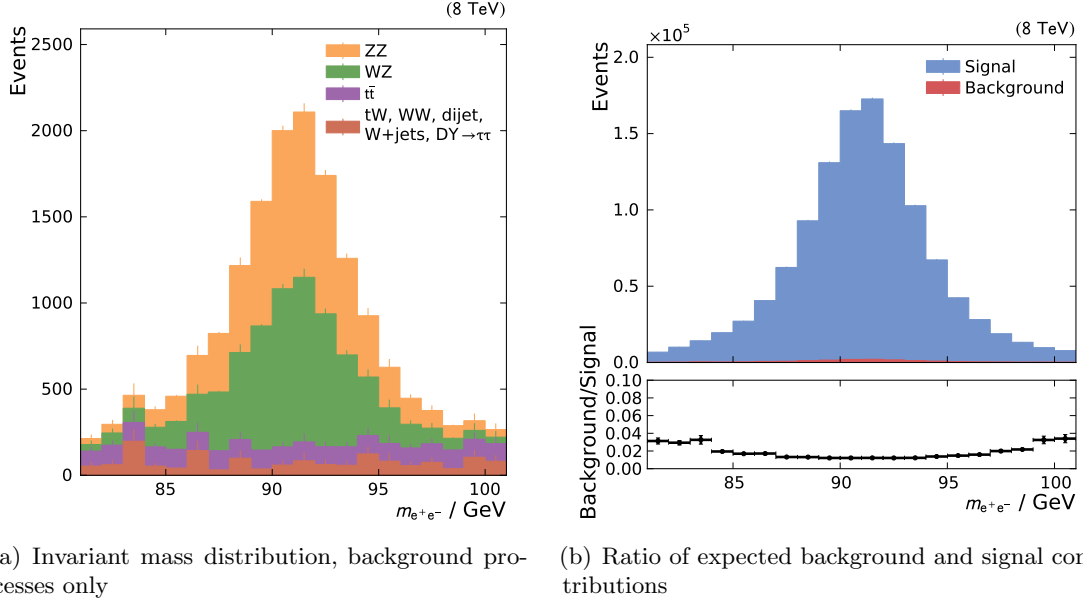 (8 TeV)
Events
2500
2000
1500
1000
500
0
ZZ
WZ
tt̄
tW, WW, dijet,
W+jets, DY→ττ
85 90 95 100
m e⁺e⁻ / GeV
a) Invariant mass distribution, background pro-
cesses only
(8 TeV)
×10⁵
Events
2.0
1.5
1.0
0.5
0.0
Signal
Background
Background/Signal
0.10
0.08
0.06
0.04
0.02
0.00
85 90 95 100
m e⁺e⁻ / GeV
(b) Ratio of expected background and signal con
tributions